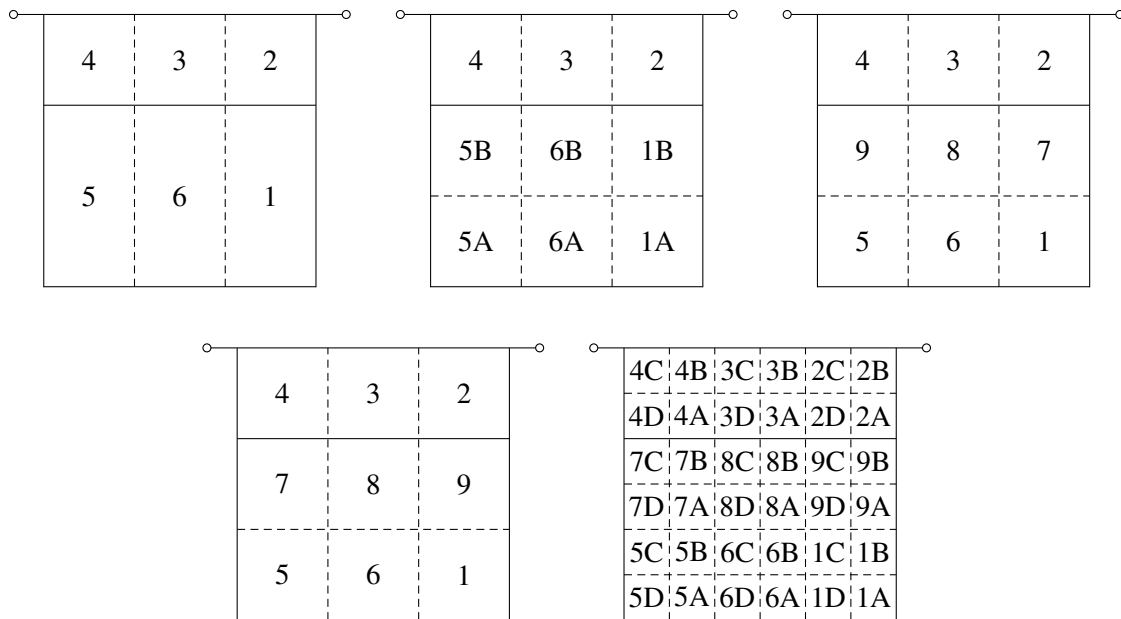 4 3 2
5 6 1
4 3 2
5B 6B 1B
5A 6A 1A
4 3 2
9 8 7
5 6 1
4 3 2
7 8 9
5 6 1
4C 4B 3C 3B 2C 2B
4D 4A 3D 3A 2D 2A
7C 7B 8C 8B 9C 9B
7D 7A 8D 8A 9D 9A
5C 5B 6C 6B 1C 1B
5D 5A 6D 6A 1D 1A